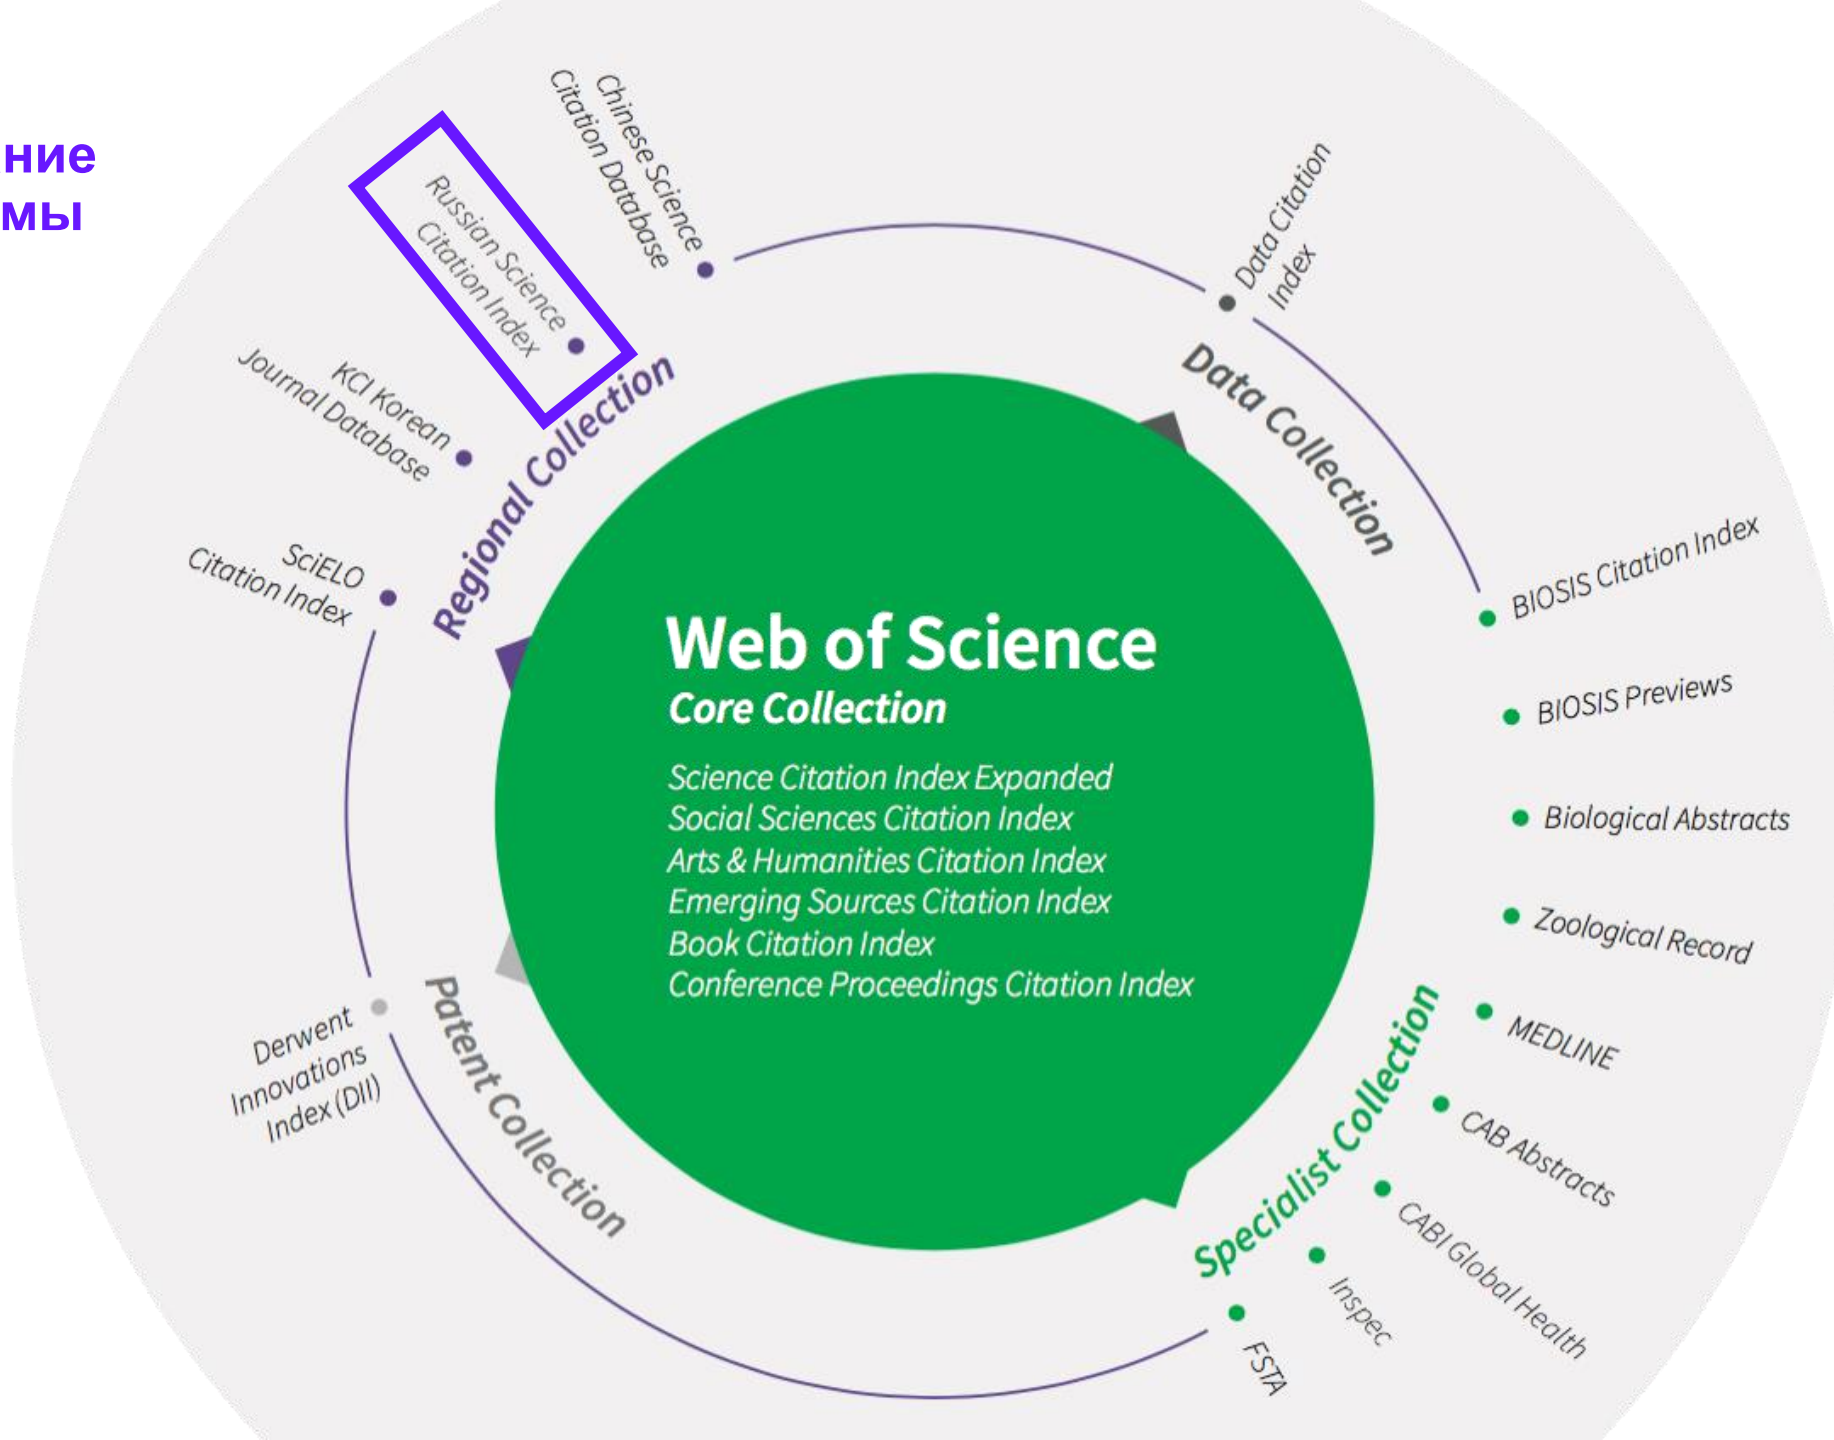 ние
мы
Chinese Science
Citation Database
Russian Science
Citation Index
KCI Korean
Journal Database
SciELO
Citation Index
Regional Collection
Data Citation
Index
Data Collection
BIOSIS Citation Index
BIOSIS Previews
Biological Abstracts
Zoological Record
MEDLINE
CAB Abstracts
CABI Global Health
Inspec
FSTA
Specialist Collection
Web of Science
Core Collection
Science Citation Index Expanded
Social Sciences Citation Index
Arts & Humanities Citation Index
Emerging Sources Citation Index
Book Citation Index
Conference Proceedings Citation Index
Derwent
Innovations
Index (DII)
Patent Collection